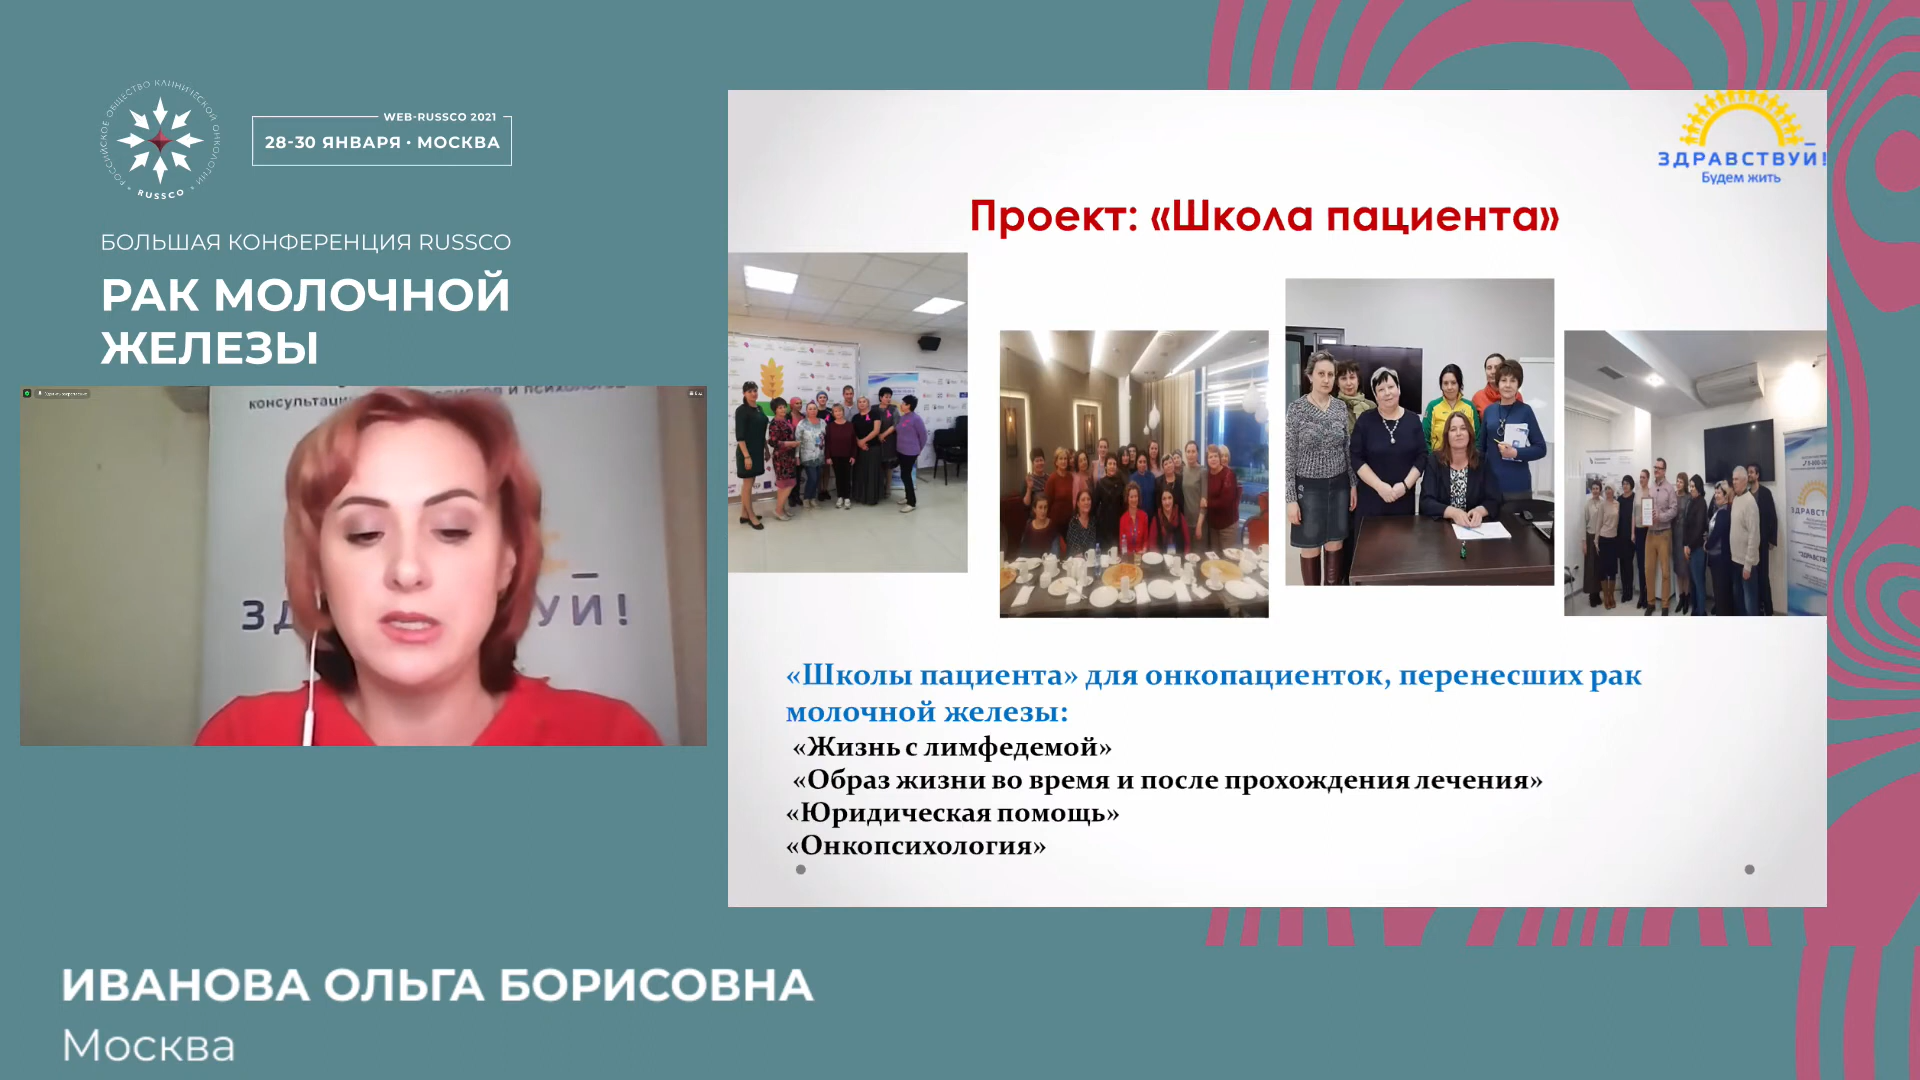 РОССИЙСКОЕ ОБЩЕСТВО КЛИНИЧЕСКОЙ ОНКОЛОГИИ
RUSSCO
WEB-RUSSCO 2021
28-30 ЯНВАРЯ • МОСКВА
БОЛЬШАЯ КОНФЕРЕНЦИЯ RUSSCO
РАК МОЛОЧНОЙ
ЖЕЛЕЗЫ
ЗДРАВСТВУЙ!
Будем жить
Проект: «Школа пациента»
«Школы пациента» для онкопациенток, перенесших рак
молочной железы:
«Жизнь с лимфедемой»
«Образ жизни во время и после прохождения лечения»
«Юридическая помощь»
«Онкопсихология»
ИВАНОВА ОЛЬГА БОРИСОВНА
Москва